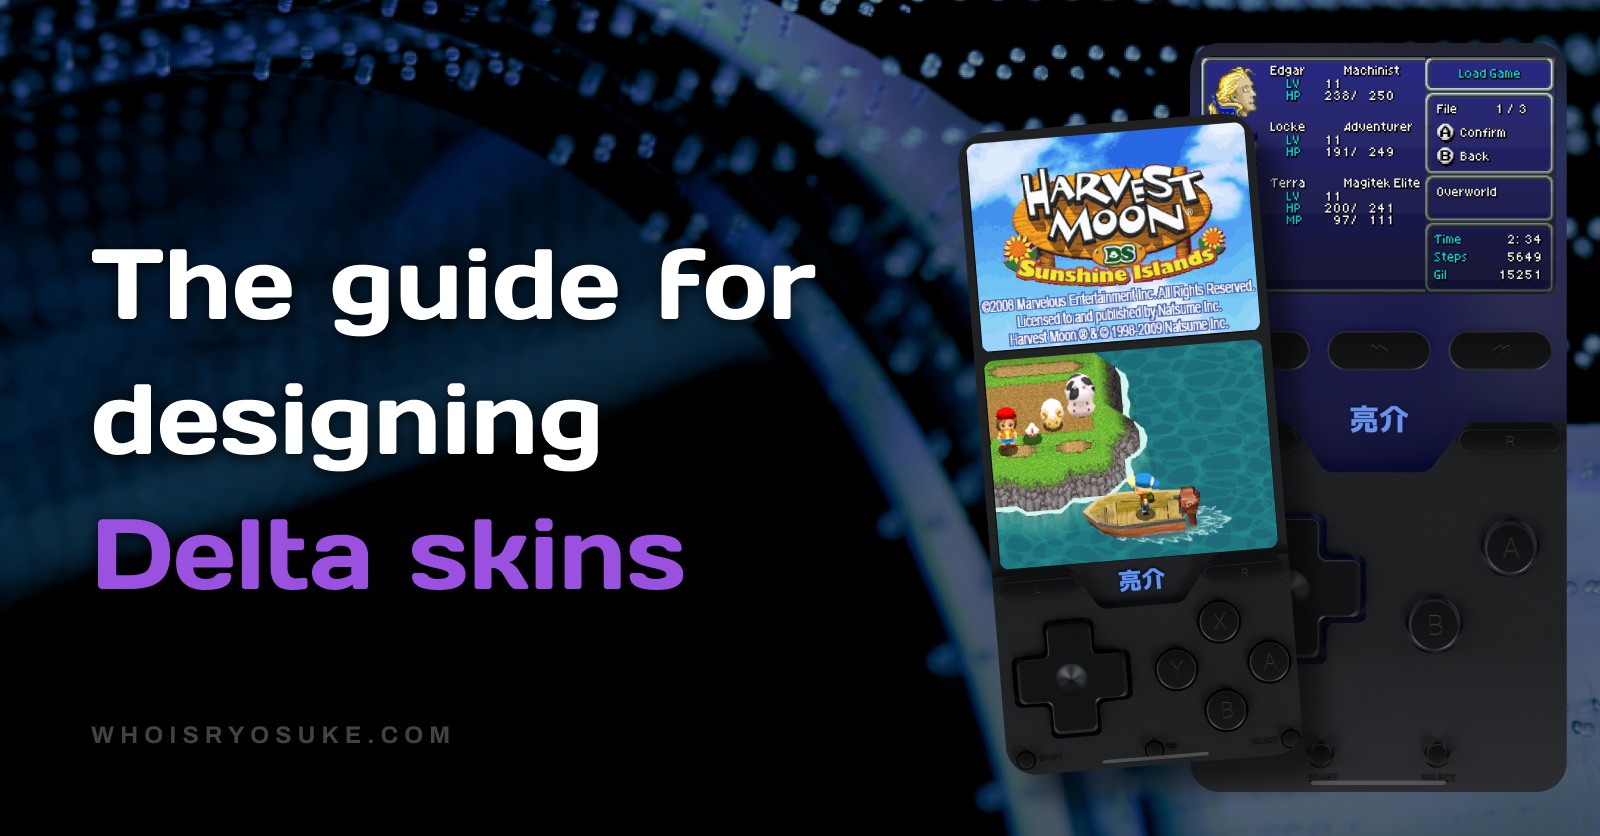 The guide for
designing
Delta skins
WHOISRYOSUKE.COM
HARVEST
MOON®
DS
Sunshine Islands
©2008 Marvelous Entertainment Inc. All Rights Reserved.
Licensed to and published by Natsume Inc.
Harvest Moon ® & © 1998-2009 Natsume Inc.
亮介
L
R
X
Y
A
B
START
SELECT
Edgar Machinist
LV 11
HP 238/ 250
Locke Adventurer
LV 11
HP 191/ 249
Terra Magitek Elite
LV 11
HP 200/ 241
MP 97/ 111
Load Game
File 1 / 3
A Confirm
B Back
Overworld
Time 2: 34
Steps 5649
Gil 15251
亮介
R
A
B
START
SELECT